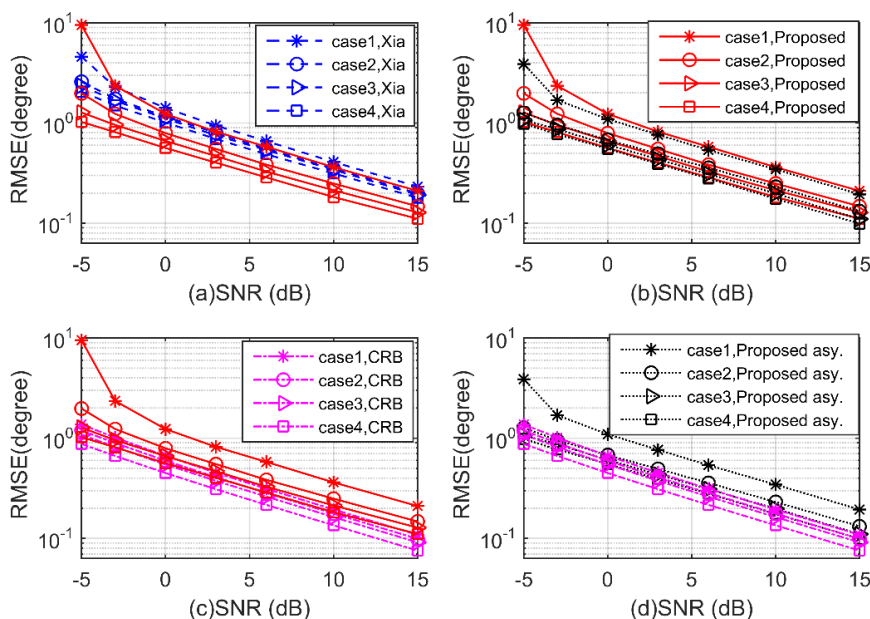 10^1
10^0
10^-1
RMSE(degree)
case1,Xia
case2,Xia
case3,Xia
case4,Xia
-5 0 5 10 15
(a)SNR (dB)
10^1
10^0
10^-1
RMSE(degree)
case1,Proposed
case2,Proposed
case3,Proposed
case4,Proposed
-5 0 5 10 15
(b)SNR (dB)
10^1
10^0
10^-1
RMSE(degree)
case1,CRB
case2,CRB
case3,CRB
case4,CRB
-5 0 5 10 15
(c)SNR (dB)
10^1
10^0
10^-1
RMSE(degree)
case1,Proposed asy.
case2,Proposed asy.
case3,Proposed asy.
case4,Proposed asy.
-5 0 5 10 15
(d)SNR (dB)